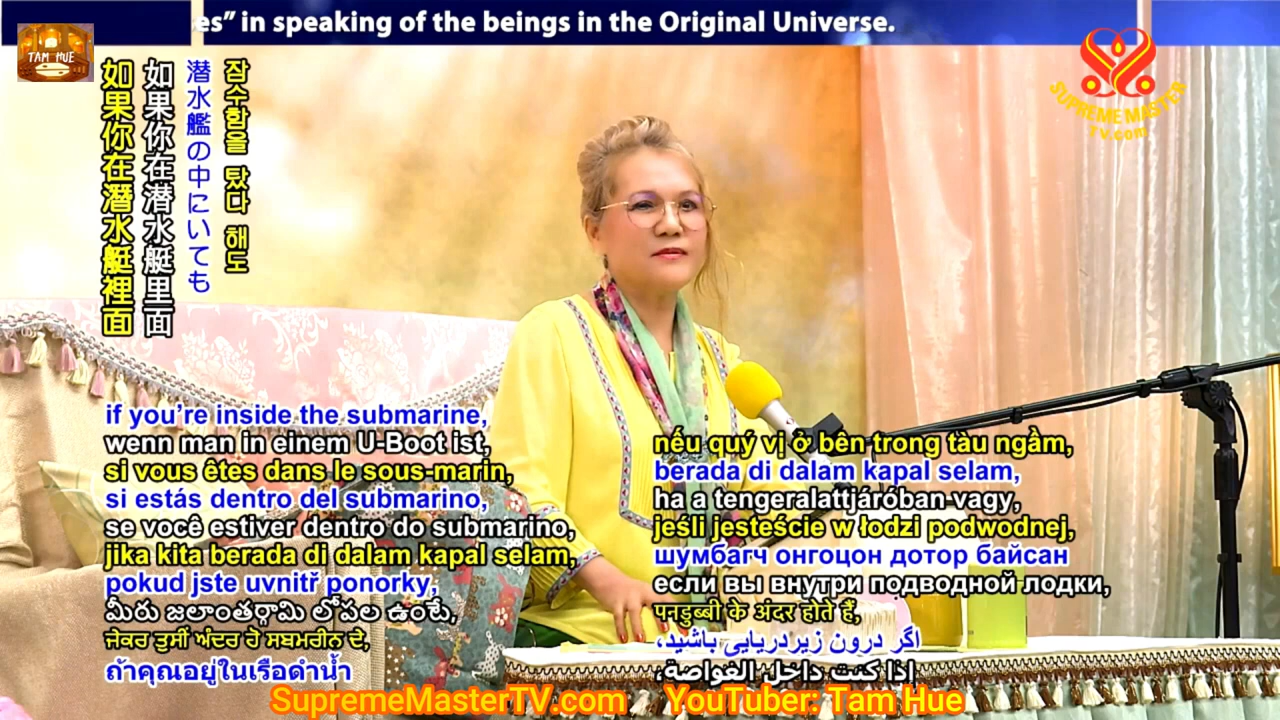 es” in speaking of the beings in the Original Universe.
TAM HUE
SUPREME MASTER
TV.com
如果你在潛水艇裡面
如果你在潜水艇里面
潜水艦の中にいても
잠수함을 탔다 해도
if you’re inside the submarine,
wenn man in einem U-Boot ist,
si vous êtes dans le sous-marin,
si estás dentro del submarino,
se você estiver dentro do submarino,
jika kita berada di dalam kapal selam,
pokud jste uvnitř ponorky,
మీరు జలాంతర్గామి లోపల ఉంటే,
ਜੇਕਰ ਤੁਸੀਂ ਅੰਦਰ ਹੋ ਸਬਮਰੀਨ ਦੇ,
ถ้าคุณอยู่ในเรือดำน้ำ
nếu quý vị ở bên trong tàu ngầm,
berada di dalam kapal selam,
ha a tengeralattjáróban vagy,
jeśli jesteście w łodzi podwodnej,
шумбагч онгоцон дотор байсан
если вы внутри подводной лодки,
पनडुब्बी के अंदर होते हैं,
اگر درون زیردریایی باشید،
إذا كنت داخل الغواصة،
SupremeMasterTV.com YouTuber: Tam Hue